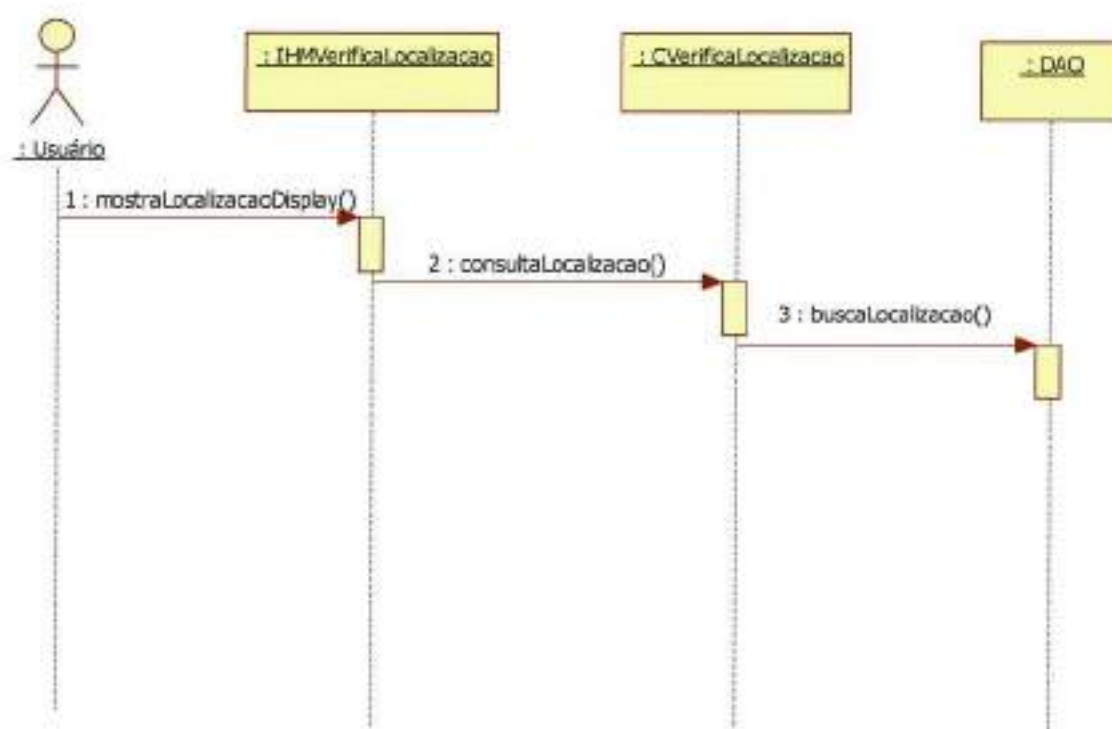 : IHMVerificaLocalizacao
: CVerificaLocalizacao
: DAO
: Usuário
1 : mostraLocalizacaoDisplay()
2 : consultaLocalizacao()
3 : buscaLocalizacao()